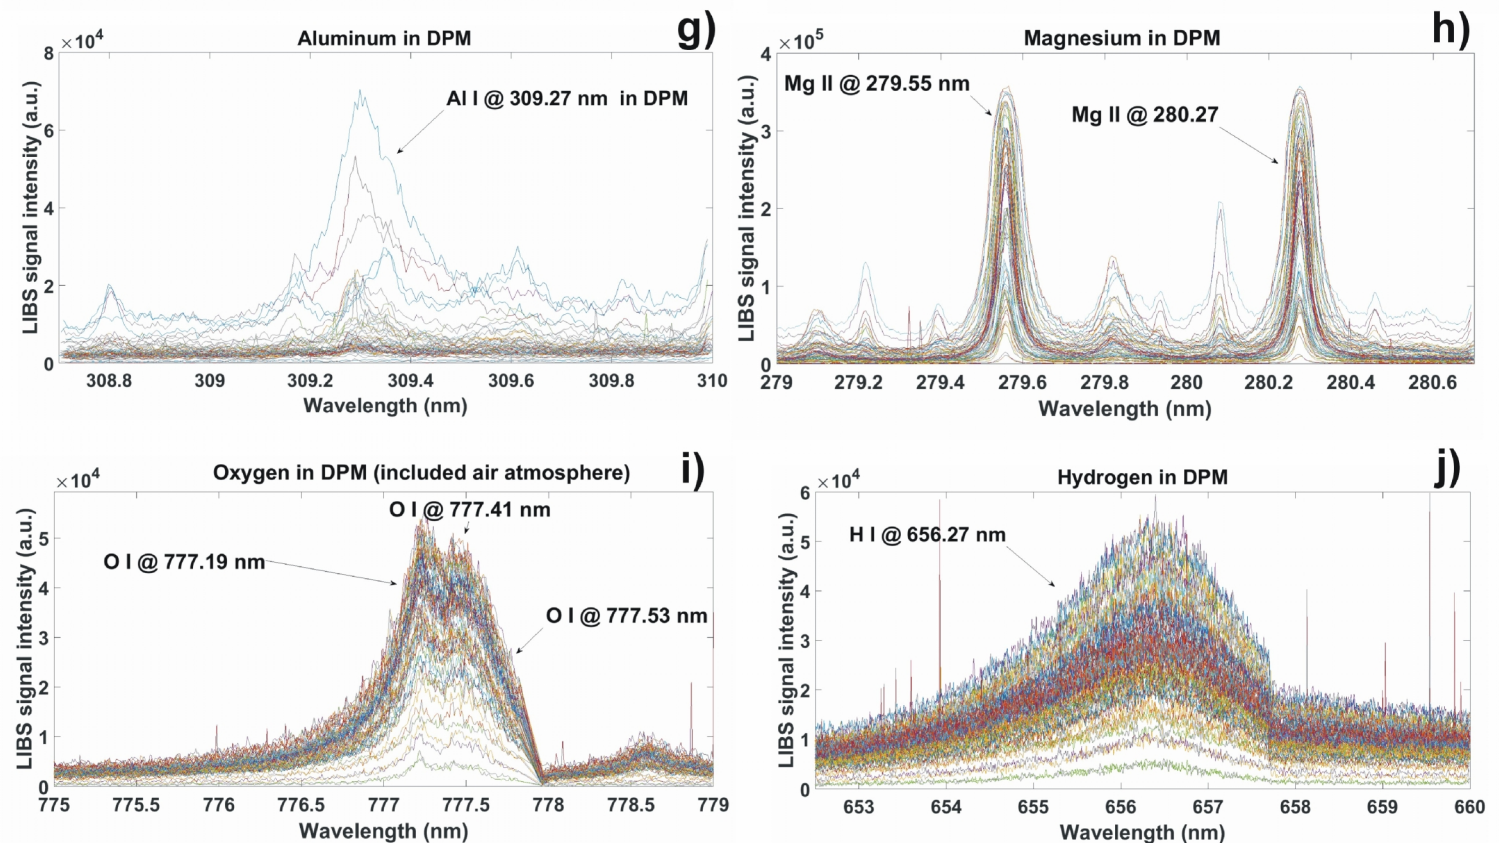 g)
Aluminum in DPM
×10⁴
8
6
4
2
0
Al I @ 309.27 nm in DPM
LIBS signal intensity (a.u.)
308.8 309 309.2 309.4 309.6 309.8 310
Wavelength (nm)
h)
Magnesium in DPM
×10⁵
4
3
2
1
0
Mg II @ 279.55 nm
Mg II @ 280.27
LIBS signal intensity (a.u.)
279 279.2 279.4 279.6 279.8 280 280.2 280.4 280.6
Wavelength (nm)
i)
Oxygen in DPM (included air atmosphere)
×10⁴
5
4
3
2
1
0
O I @ 777.41 nm
O I @ 777.19 nm
O I @ 777.53 nm
LIBS signal intensity (a.u.)
775 775.5 776 776.5 777 777.5 778 778.5 779
Wavelength (nm)
j)
Hydrogen in DPM
×10⁴
6
5
4
3
2
1
0
H I @ 656.27 nm
LIBS signal intensity (a.u.)
653 654 655 656 657 658 659 660
Wavelength (nm)